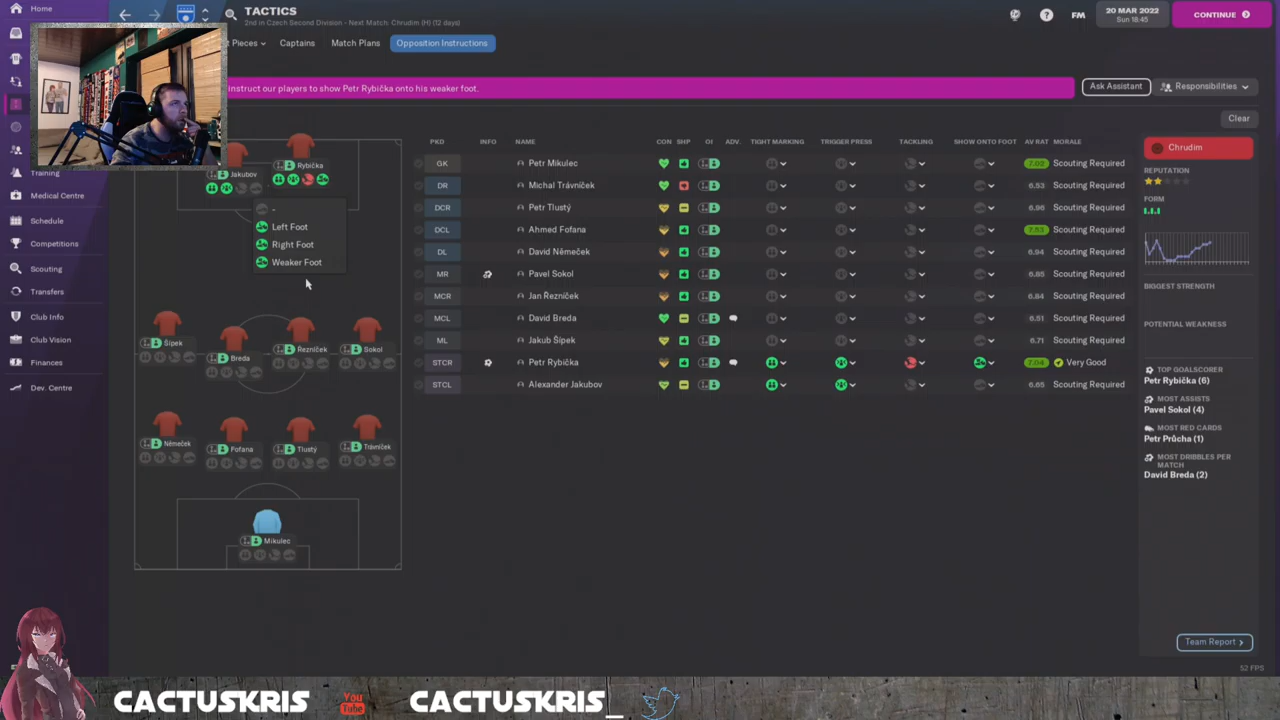 Home
TACTICS
2nd in Czech Second Division - Next Match: Chrudim (H) (12 days)
FM
20 MAR 2022
Sun 18:45
CONTINUE
t Pieces
Captains
Match Plans
Opposition Instructions
Instruct our players to show Petr Rybička onto his weaker foot.
Ask Assistant
Responsibilities
Clear
Training
Medical Centre
Schedule
Competitions
Scouting
Transfers
Club Info
Club Vision
Finances
Dev. Centre
Rybička
Jakubov
-
Left Foot
Right Foot
Weaker Foot
Šípek
Breda
Řezníček
Sokol
Němeček
Fofana
Tlustý
Trávníček
Mikulec
PKD INFO NAME CON SHP OI ADV. TIGHT MARKING TRIGGER PRESS TACKLING SHOW ONTO FOOT AV RAT MORALE
GK Petr Mikulec 7.02 Scouting Required
DR Michal Trávníček 6.53 Scouting Required
DCR Petr Tlustý 6.96 Scouting Required
DCL Ahmed Fofana 7.53 Scouting Required
DL David Němeček 6.94 Scouting Required
MR Pavel Sokol 6.85 Scouting Required
MCR Jan Řezníček 6.84 Scouting Required
MCL David Breda 6.51 Scouting Required
ML Jakub Šípek 6.71 Scouting Required
STCR Petr Rybička 7.04 Very Good
STCL Alexander Jakubov 6.65 Scouting Required
Chrudim
REPUTATION
FORM
BIGGEST STRENGTH
POTENTIAL WEAKNESS
TOP GOALSCORER
Petr Rybička (6)
MOST ASSISTS
Pavel Sokol (4)
MOST RED CARDS
Petr Průcha (1)
MOST DRIBBLES PER
MATCH
David Breda (2)
Team Report
52 FPS
CACTUSKRIS
You
Tube
CACTUSKRIS_